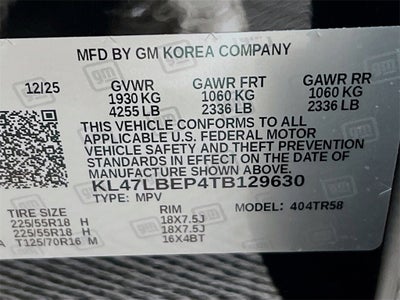 MFD BY GM KOREA COMPANY
12/25 GVWR GAWR FRT GAWR RR
1930 KG 1060 KG 1060 KG
4255 LB 2336 LB 2336 LB
THIS VEHICLE CONFORMS TO ALL
APPLICABLE U.S. FEDERAL MOTOR
VEHICLE SAFETY AND THEFT PREVENTION
STANDARDS IN EFFECT ON THE DATE OF
MANUFACTURE SHOWN ABOVE.
KL47LBEP4TB129630
TYPE: MPV MODEL: 404TR58
TIRE SIZE RIM
225/55R18 H 18X7.5J
225/55R18 H 18X7.5J
A T125/70R16 M 16X4BT